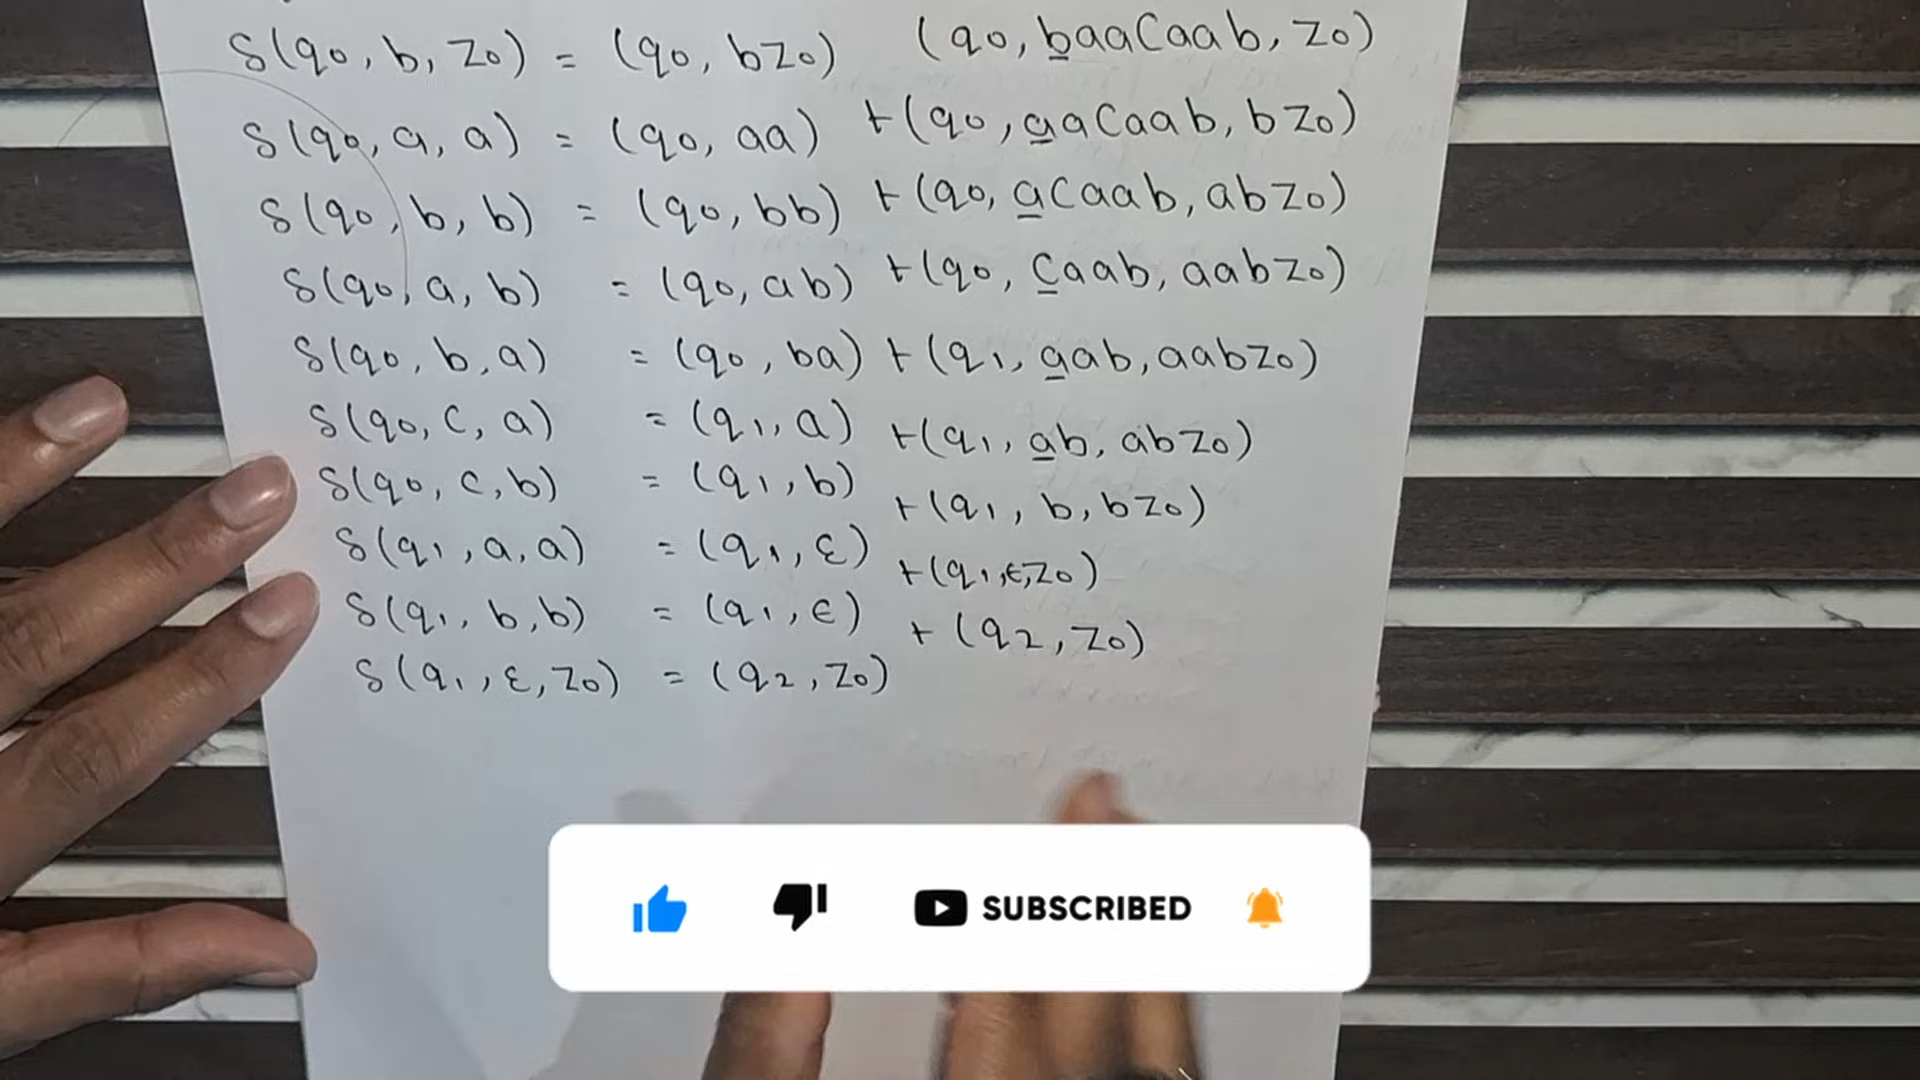 δ(q0, b, z0) = (q0, bz0) (q0, baaCaab, z0)
δ(q0, a, a) = (q0, aa) ⊢(q0, aaCaab, bz0)
δ(q0, b, b) = (q0, bb) ⊢(q0, aCaab, abz0)
δ(q0, a, b) = (q0, ab) ⊢(q0, Caab, aabz0)
δ(q0, b, a) = (q0, ba) ⊢(q1, aab, aabz0)
δ(q0, C, a) = (q1, a) ⊢(q1, ab, abz0)
δ(q0, c, b) = (q1, b) ⊢(q1, b, bz0)
δ(q1, a, a) = (q1, ε) ⊢(q1, ϵ, z0)
δ(q1, b, b) = (q1, ϵ) ⊢ (q2, z0)
δ(q1, ε, z0) = (q2, z0)
SUBSCRIBED